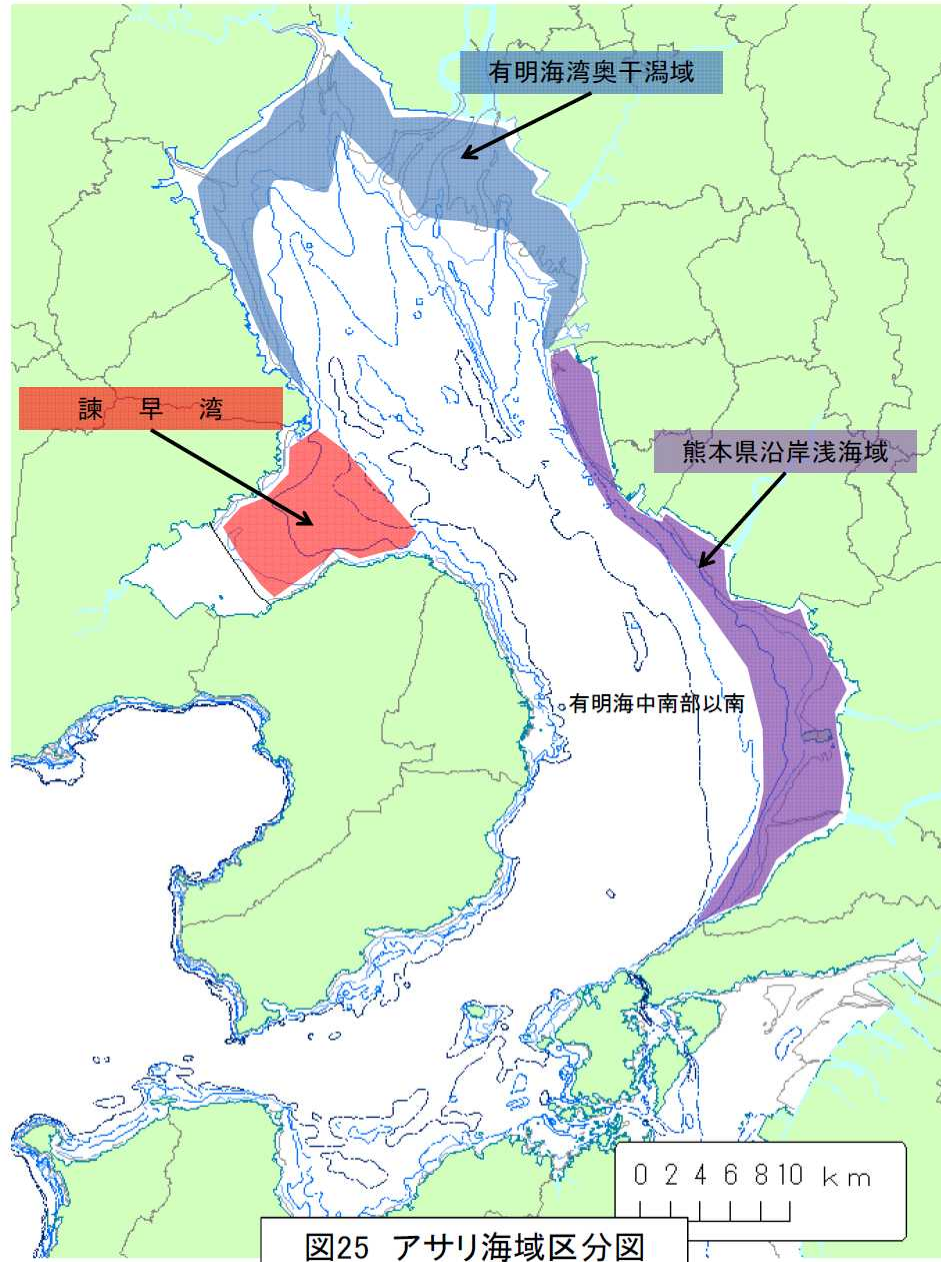 有明海湾奥干潟域
諫 早 湾
熊本県沿岸浅海域
有明海中南部以南
0 2 4 6 8 10 km
図25 アサリ海域区分図